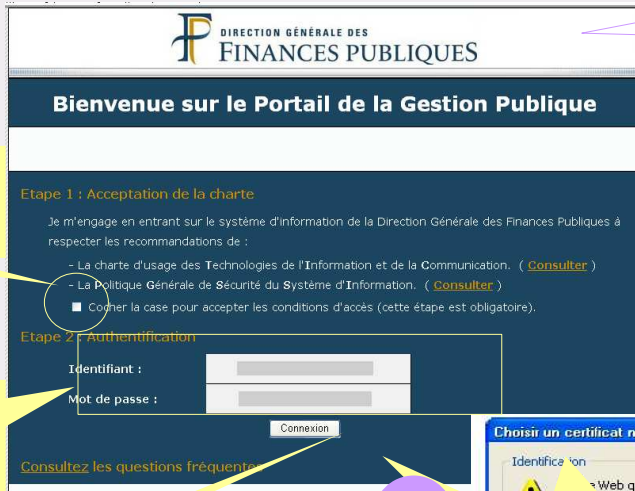 DIRECTION GÉNÉRALE DES
FINANCES PUBLIQUES
Bienvenue sur le Portail de la Gestion Publique
Etape 1 : Acceptation de la charte
Je m'engage en entrant sur le système d'information de la Direction Générale des Finances Publiques à
respecter les recommandations de :
- La charte d'usage des Technologies de l'Information et de la Communication. ( Consulter )
- La Politique Générale de Sécurité du Système d'Information. ( Consulter )
Cocher la case pour accepter les conditions d'accès (cette étape est obligatoire).
Etape 2 : Authentification
Identifiant :
Mot de passe :
Connexion
Choisir un certificat n
Identification
Web q
Consultez les questions fréquentes